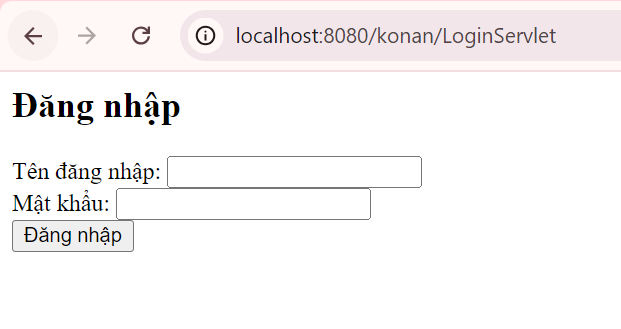 localhost:8080/konan/LoginServlet
Đăng nhập
Tên đăng nhập:
Mật khẩu:
Đăng nhập